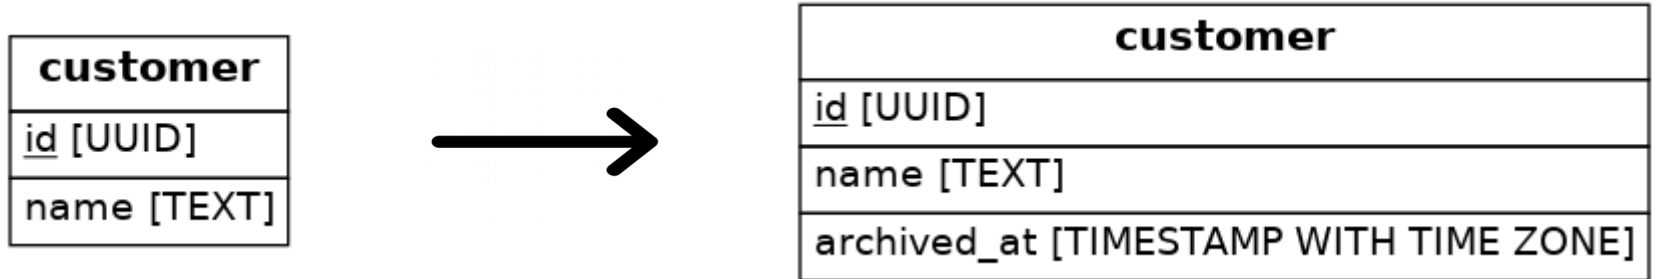 customer
id [UUID]
name [TEXT]
customer
id [UUID]
name [TEXT]
archived_at [TIMESTAMP WITH TIME ZONE]